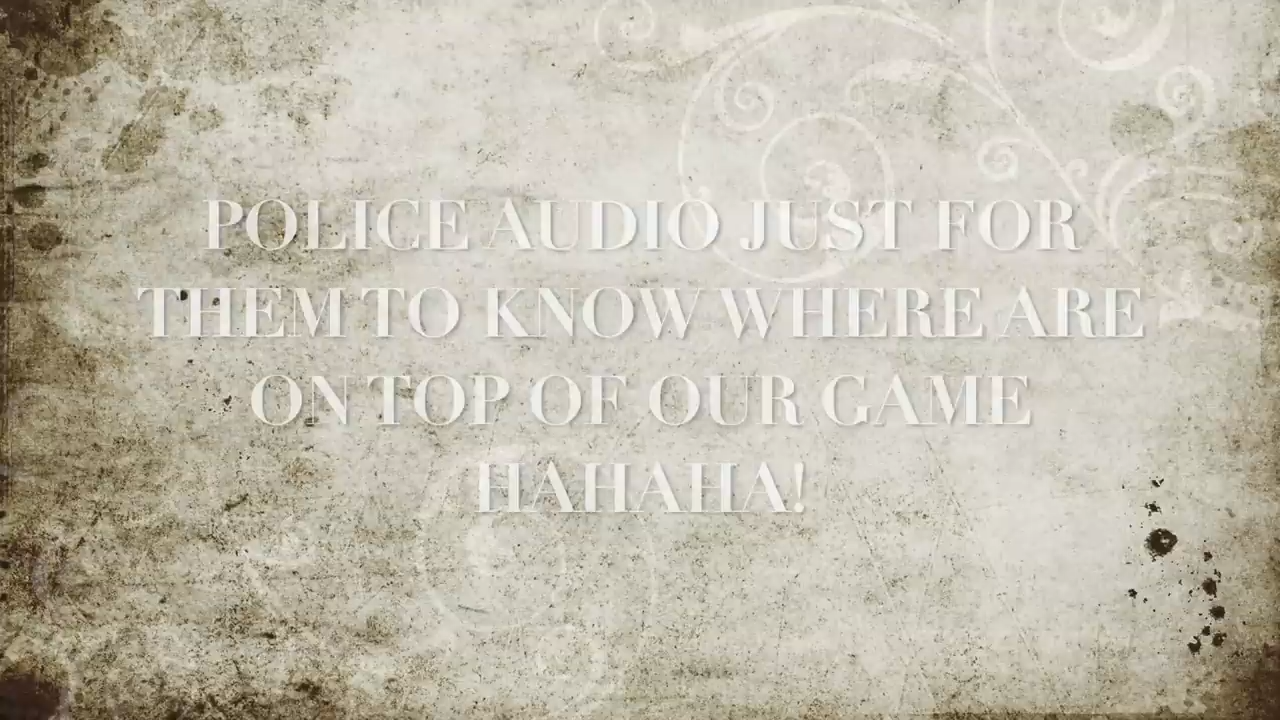 POLICE AUDIO JUST FOR
THEM TO KNOW WHERE ARE
ON TOP OF OUR GAME
HAHAHA!